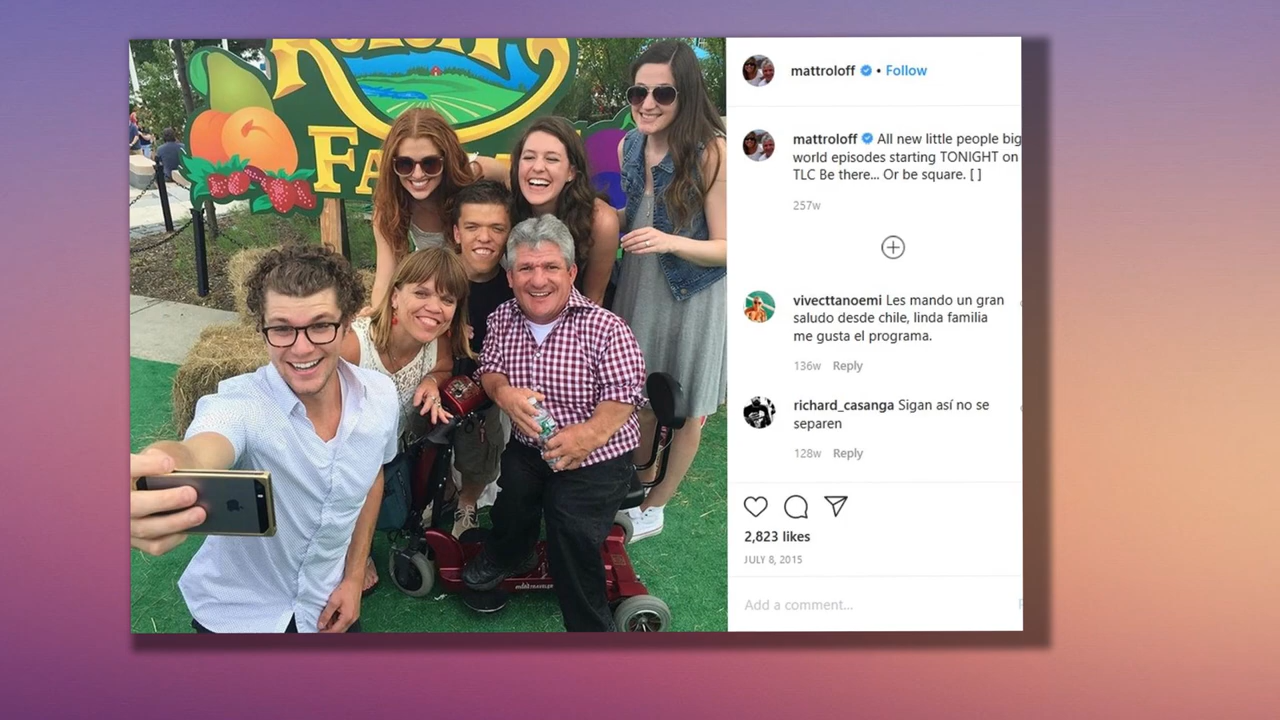 FA
mattroloff • Follow
mattroloff All new little people big
world episodes starting TONIGHT on
TLC Be there... Or be square. [ ]
257w
vivecttanoemi Les mando un gran
saludo desde chile, linda familia
me gusta el programa.
136w Reply
richard_casanga Sigan así no se
separen
128w Reply
2,823 likes
JULY 8, 2015
Add a comment...